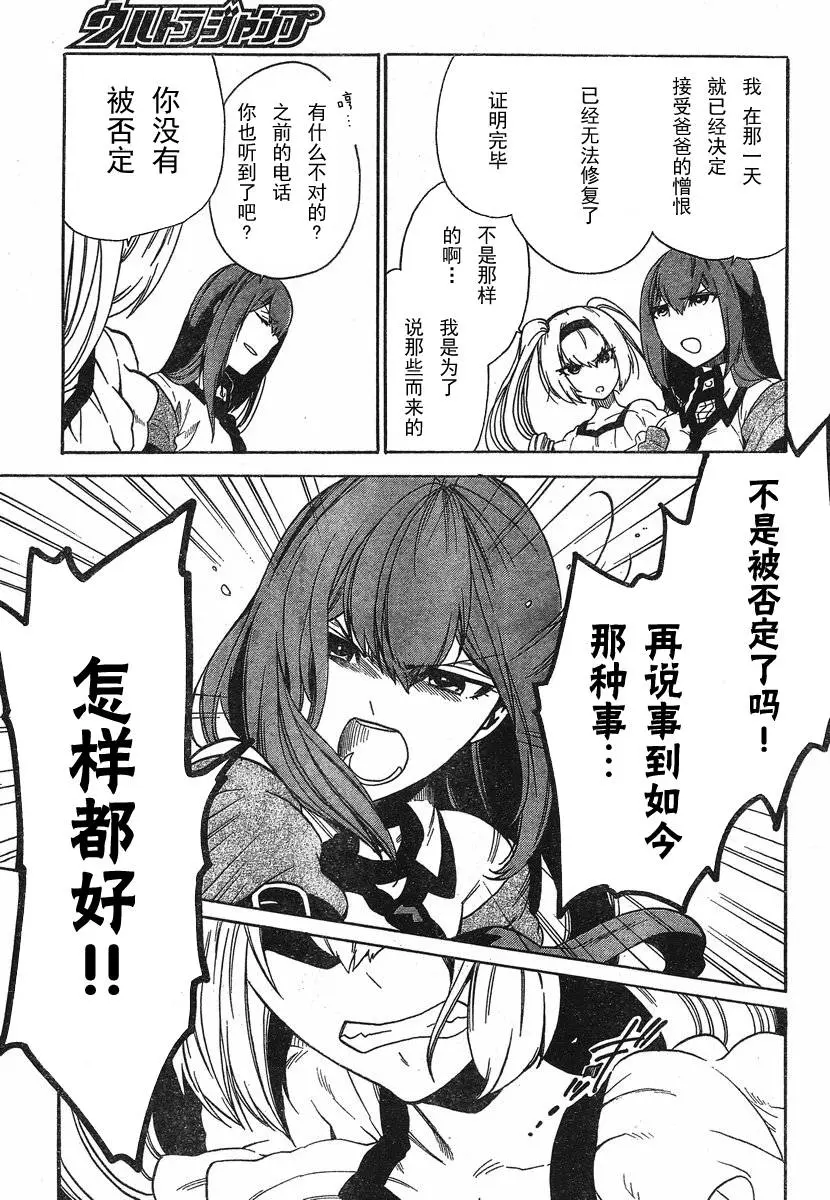 ウルトラジャンプ
我 在那一天
就已经决定
接受爸爸的憎恨
已经无法修复了
证明完毕
不是那样
的啊…
我是为了
说那些而来的
哼…
有什么不对的？
之前的电话
你也听到了吧？
你没有
被否定
不是被否定了吗！
再说事到如今
那种事…
怎样都好！！